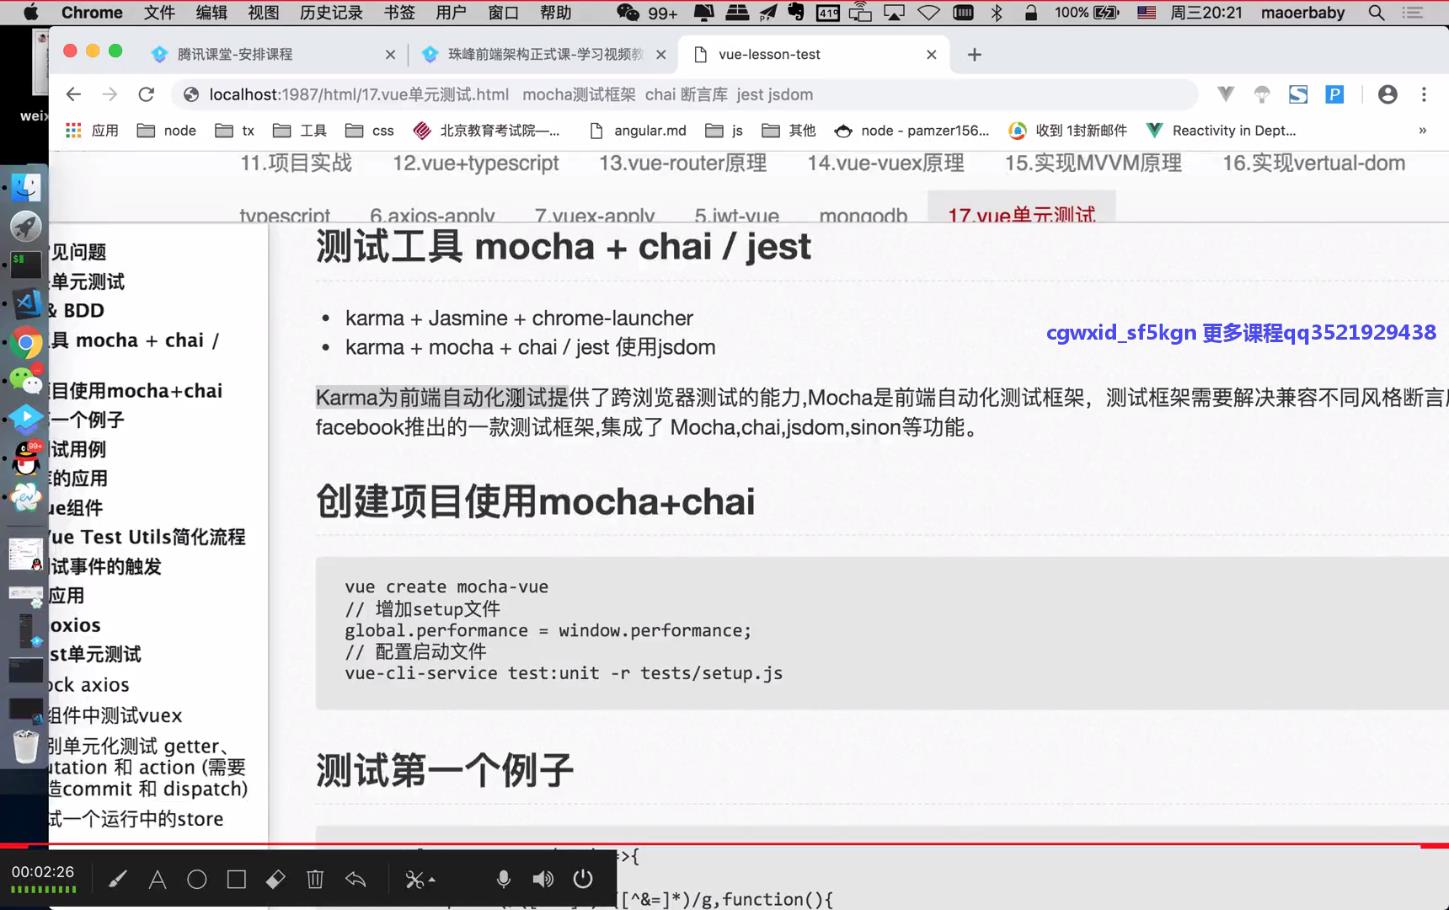 Chrome 文件 编辑 视图 历史记录 书签 用户 窗口 帮助 99+ 419 100% 周三20:21 maoerbaby
腾讯课堂-安排课程 珠峰前端架构正式课-学习视频教 vue-lesson-test
localhost:1987/html/17.vue单元测试.html mocha测试框架 chai 断言库 jest jsdom
应用 node tx 工具 css 北京教育考试院—... angular.md js 其他 node - pamzer156... 收到 1封新邮件 Reactivity in Dept... »
weix
11.项目实战 12.vue+typescript 13.vue-router原理 14.vue-vuex原理 15.实现MVVM原理 16.实现vertual-dom
typescript 6.axios-apply 7.vuex-apply 5.jwt-vue mongodb 17.vue单元测试
见问题
单元测试
& BDD
具 mocha + chai /
项目使用mocha+chai
一个例子
试用例
的应用
ue组件
Vue Test Utils简化流程
试事件的触发
应用
oxios
st单元测试
ock axios
组件中测试vuex
别单元化测试 getter、
utation 和 action (需要
造commit 和 dispatch)
试一个运行中的store
测试工具 mocha + chai / jest
• karma + Jasmine + chrome-launcher
• karma + mocha + chai / jest 使用jsdom
cgwxid_sf5kgn 更多课程qq3521929438
Karma为前端自动化测试提供了跨浏览器测试的能力,Mocha是前端自动化测试框架，测试框架需要解决兼容不同风格断言
facebook推出的一款测试框架,集成了 Mocha,chai,jsdom,sinon等功能。
创建项目使用mocha+chai
vue create mocha-vue
// 增加setup文件
global.performance = window.performance;
// 配置启动文件
vue-cli-service test:unit -r tests/setup.js
测试第一个例子
=>{
[^&=]*)/g,function(){
00:02:26